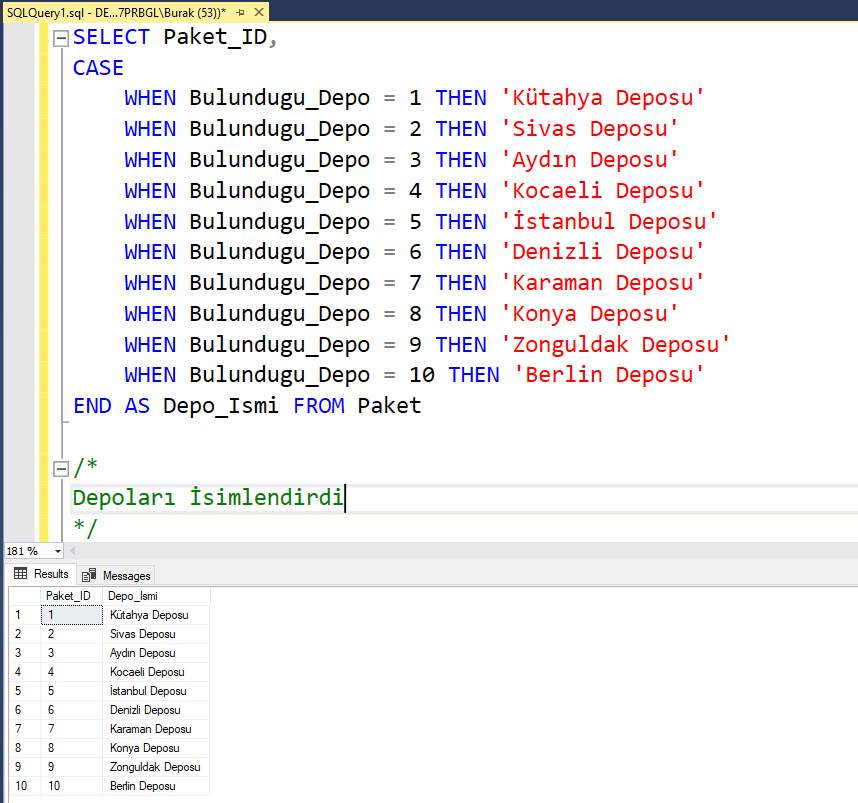 SQLQuery1.sql - DE...7PRBGL\Burak (53))*
SELECT Paket_ID,
CASE
WHEN Bulundugu_Depo = 1 THEN 'Kütahya Deposu'
WHEN Bulundugu_Depo = 2 THEN 'Sivas Deposu'
WHEN Bulundugu_Depo = 3 THEN 'Aydın Deposu'
WHEN Bulundugu_Depo = 4 THEN 'Kocaeli Deposu'
WHEN Bulundugu_Depo = 5 THEN 'İstanbul Deposu'
WHEN Bulundugu_Depo = 6 THEN 'Denizli Deposu'
WHEN Bulundugu_Depo = 7 THEN 'Karaman Deposu'
WHEN Bulundugu_Depo = 8 THEN 'Konya Deposu'
WHEN Bulundugu_Depo = 9 THEN 'Zonguldak Deposu'
WHEN Bulundugu_Depo = 10 THEN 'Berlin Deposu'
END AS Depo_Ismi FROM Paket
/*
Depoları İsimlendirdi
*/
181 %
Results Messages
Paket_ID Depo_Ismi
1 1 Kütahya Deposu
2 2 Sivas Deposu
3 3 Aydın Deposu
4 4 Kocaeli Deposu
5 5 İstanbul Deposu
6 6 Denizli Deposu
7 7 Karaman Deposu
8 8 Konya Deposu
9 9 Zonguldak Deposu
10 10 Berlin Deposu